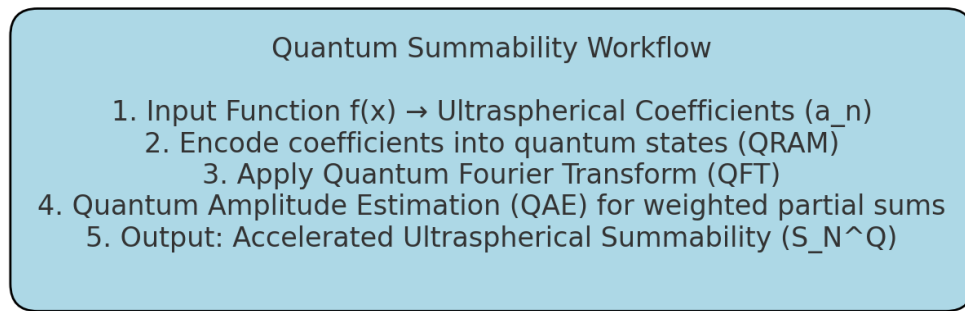 Quantum Summability Workflow
1. Input Function f(x) → Ultraspherical Coefficients (a_n)
2. Encode coefficients into quantum states (QRAM)
3. Apply Quantum Fourier Transform (QFT)
4. Quantum Amplitude Estimation (QAE) for weighted partial sums
5. Output: Accelerated Ultraspherical Summability (S_N^Q)